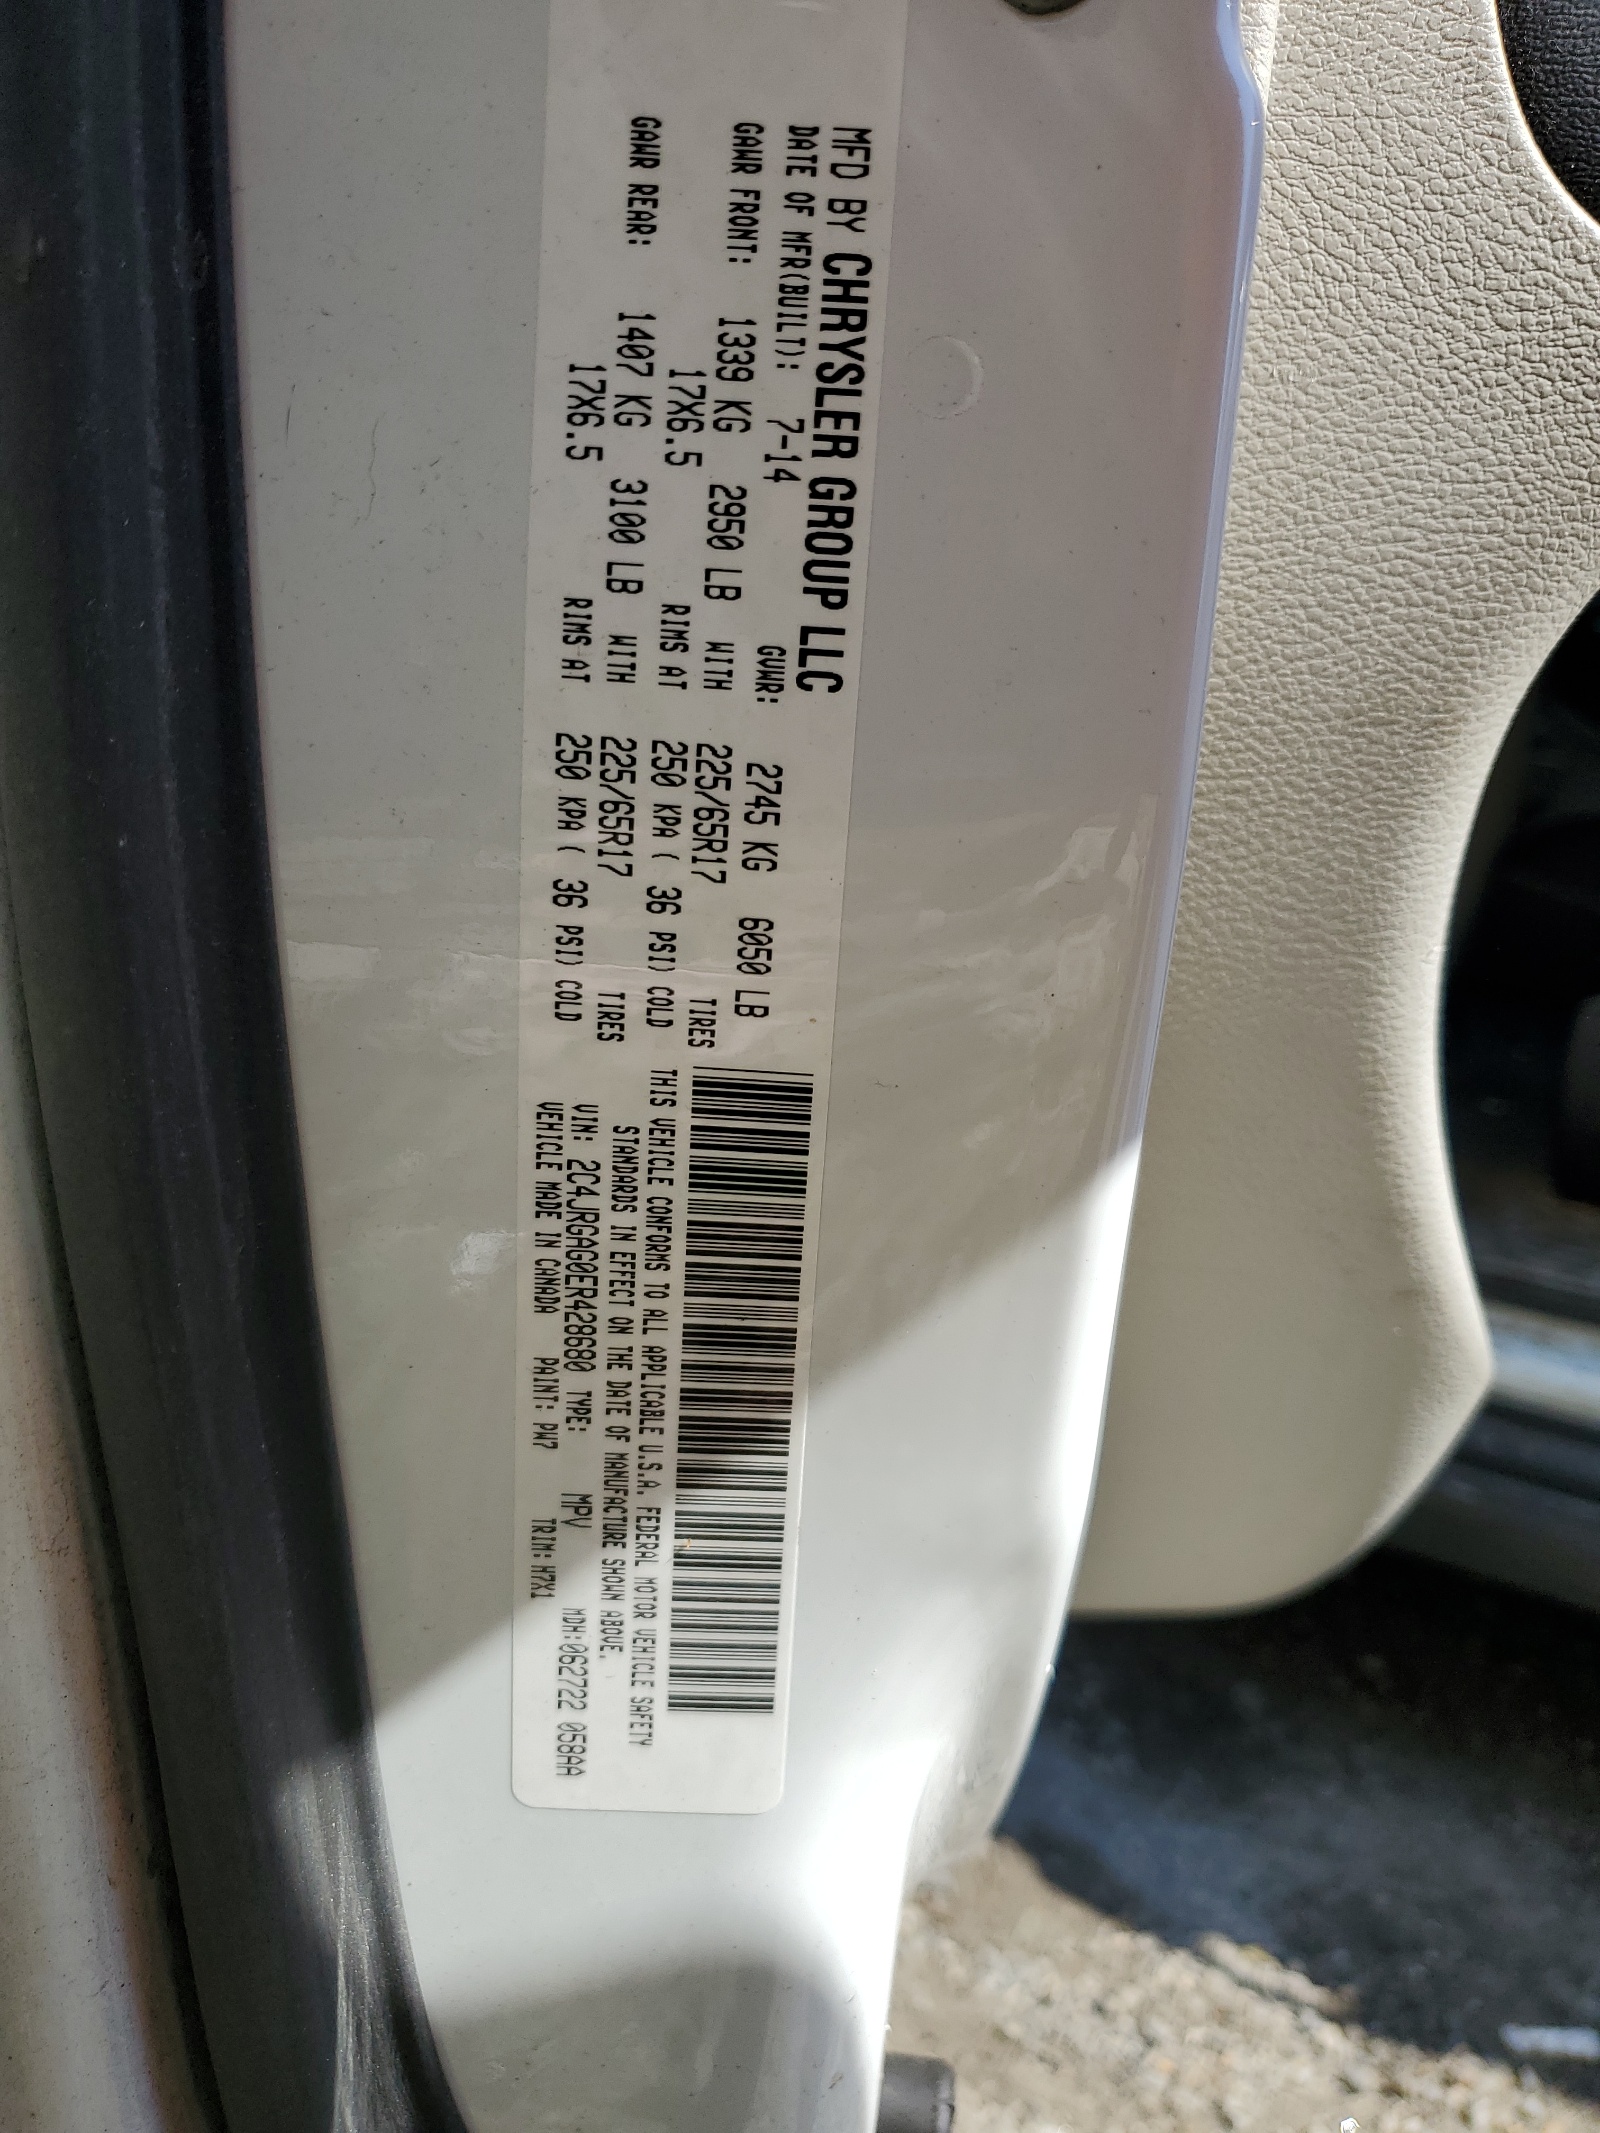 MFD BY CHRYSLER GROUP LLC
DATE OF MFR(BUILT): 7-14 GVWR: 2745 KG 6050 LB
GAWR FRONT: 1339 KG 2950 LB WITH 225/65R17 TIRES
17X6.5 RIMS AT 250 KPA ( 36 PSI) COLD
GAWR REAR: 1407 KG 3100 LB WITH 225/65R17 TIRES
17X6.5 RIMS AT 250 KPA ( 36 PSI) COLD
THIS VEHICLE CONFORMS TO ALL APPLICABLE U.S.A. FEDERAL MOTOR VEHICLE SAFETY
STANDARDS IN EFFECT ON THE DATE OF MANUFACTURE SHOWN ABOVE.
VIN: 2C4JRGAG0ER428680 TYPE: MPV MDH:062722 058AA
VEHICLE MADE IN CANADA PAINT: PW7 TRIM: H7X1